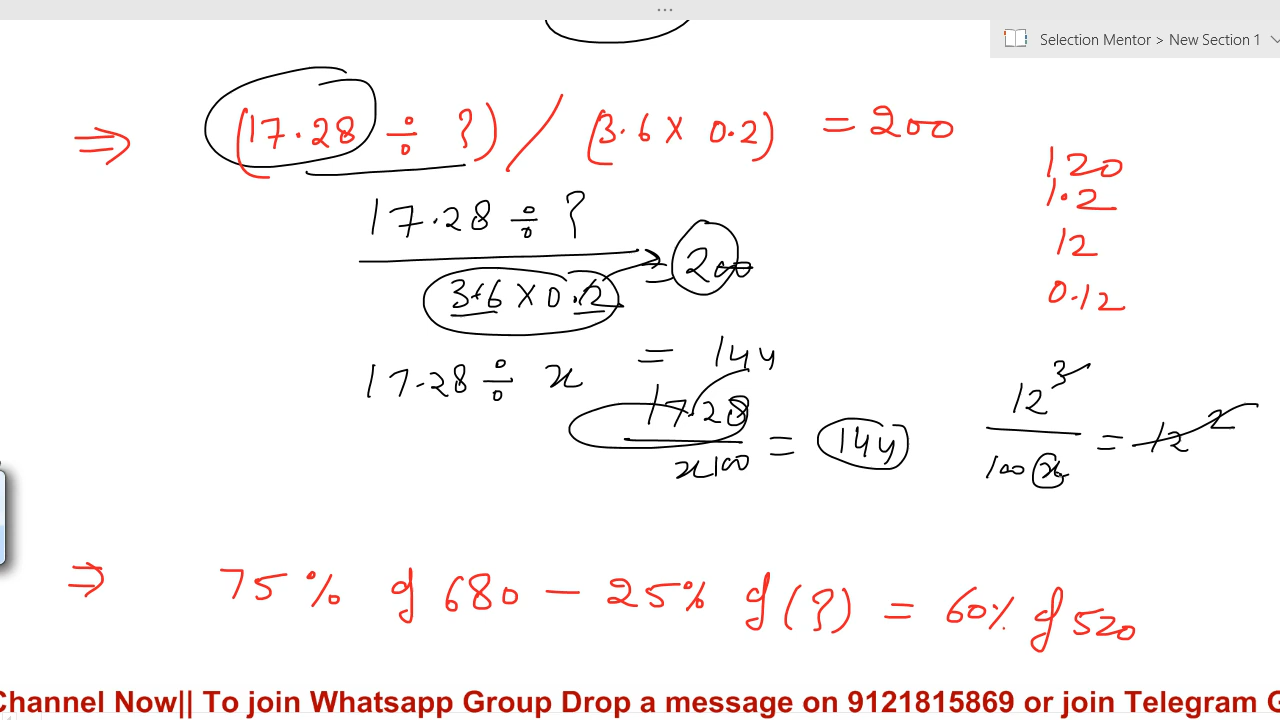 Selection Mentor > New Section 1
⇒ (17.28 ÷ ?) / (3.6 X 0.2) = 200
120
1.2
12
0.12
17.28 ÷ ?
3.6 X 0.2 = 200
17.28 ÷ x = 144
17.28
x100 = 144
12³
100x = 12²
⇒ 75% of 680 - 25% of (?) = 60% of 520
Channel Now|| To join Whatsapp Group Drop a message on 9121815869 or join Telegram G